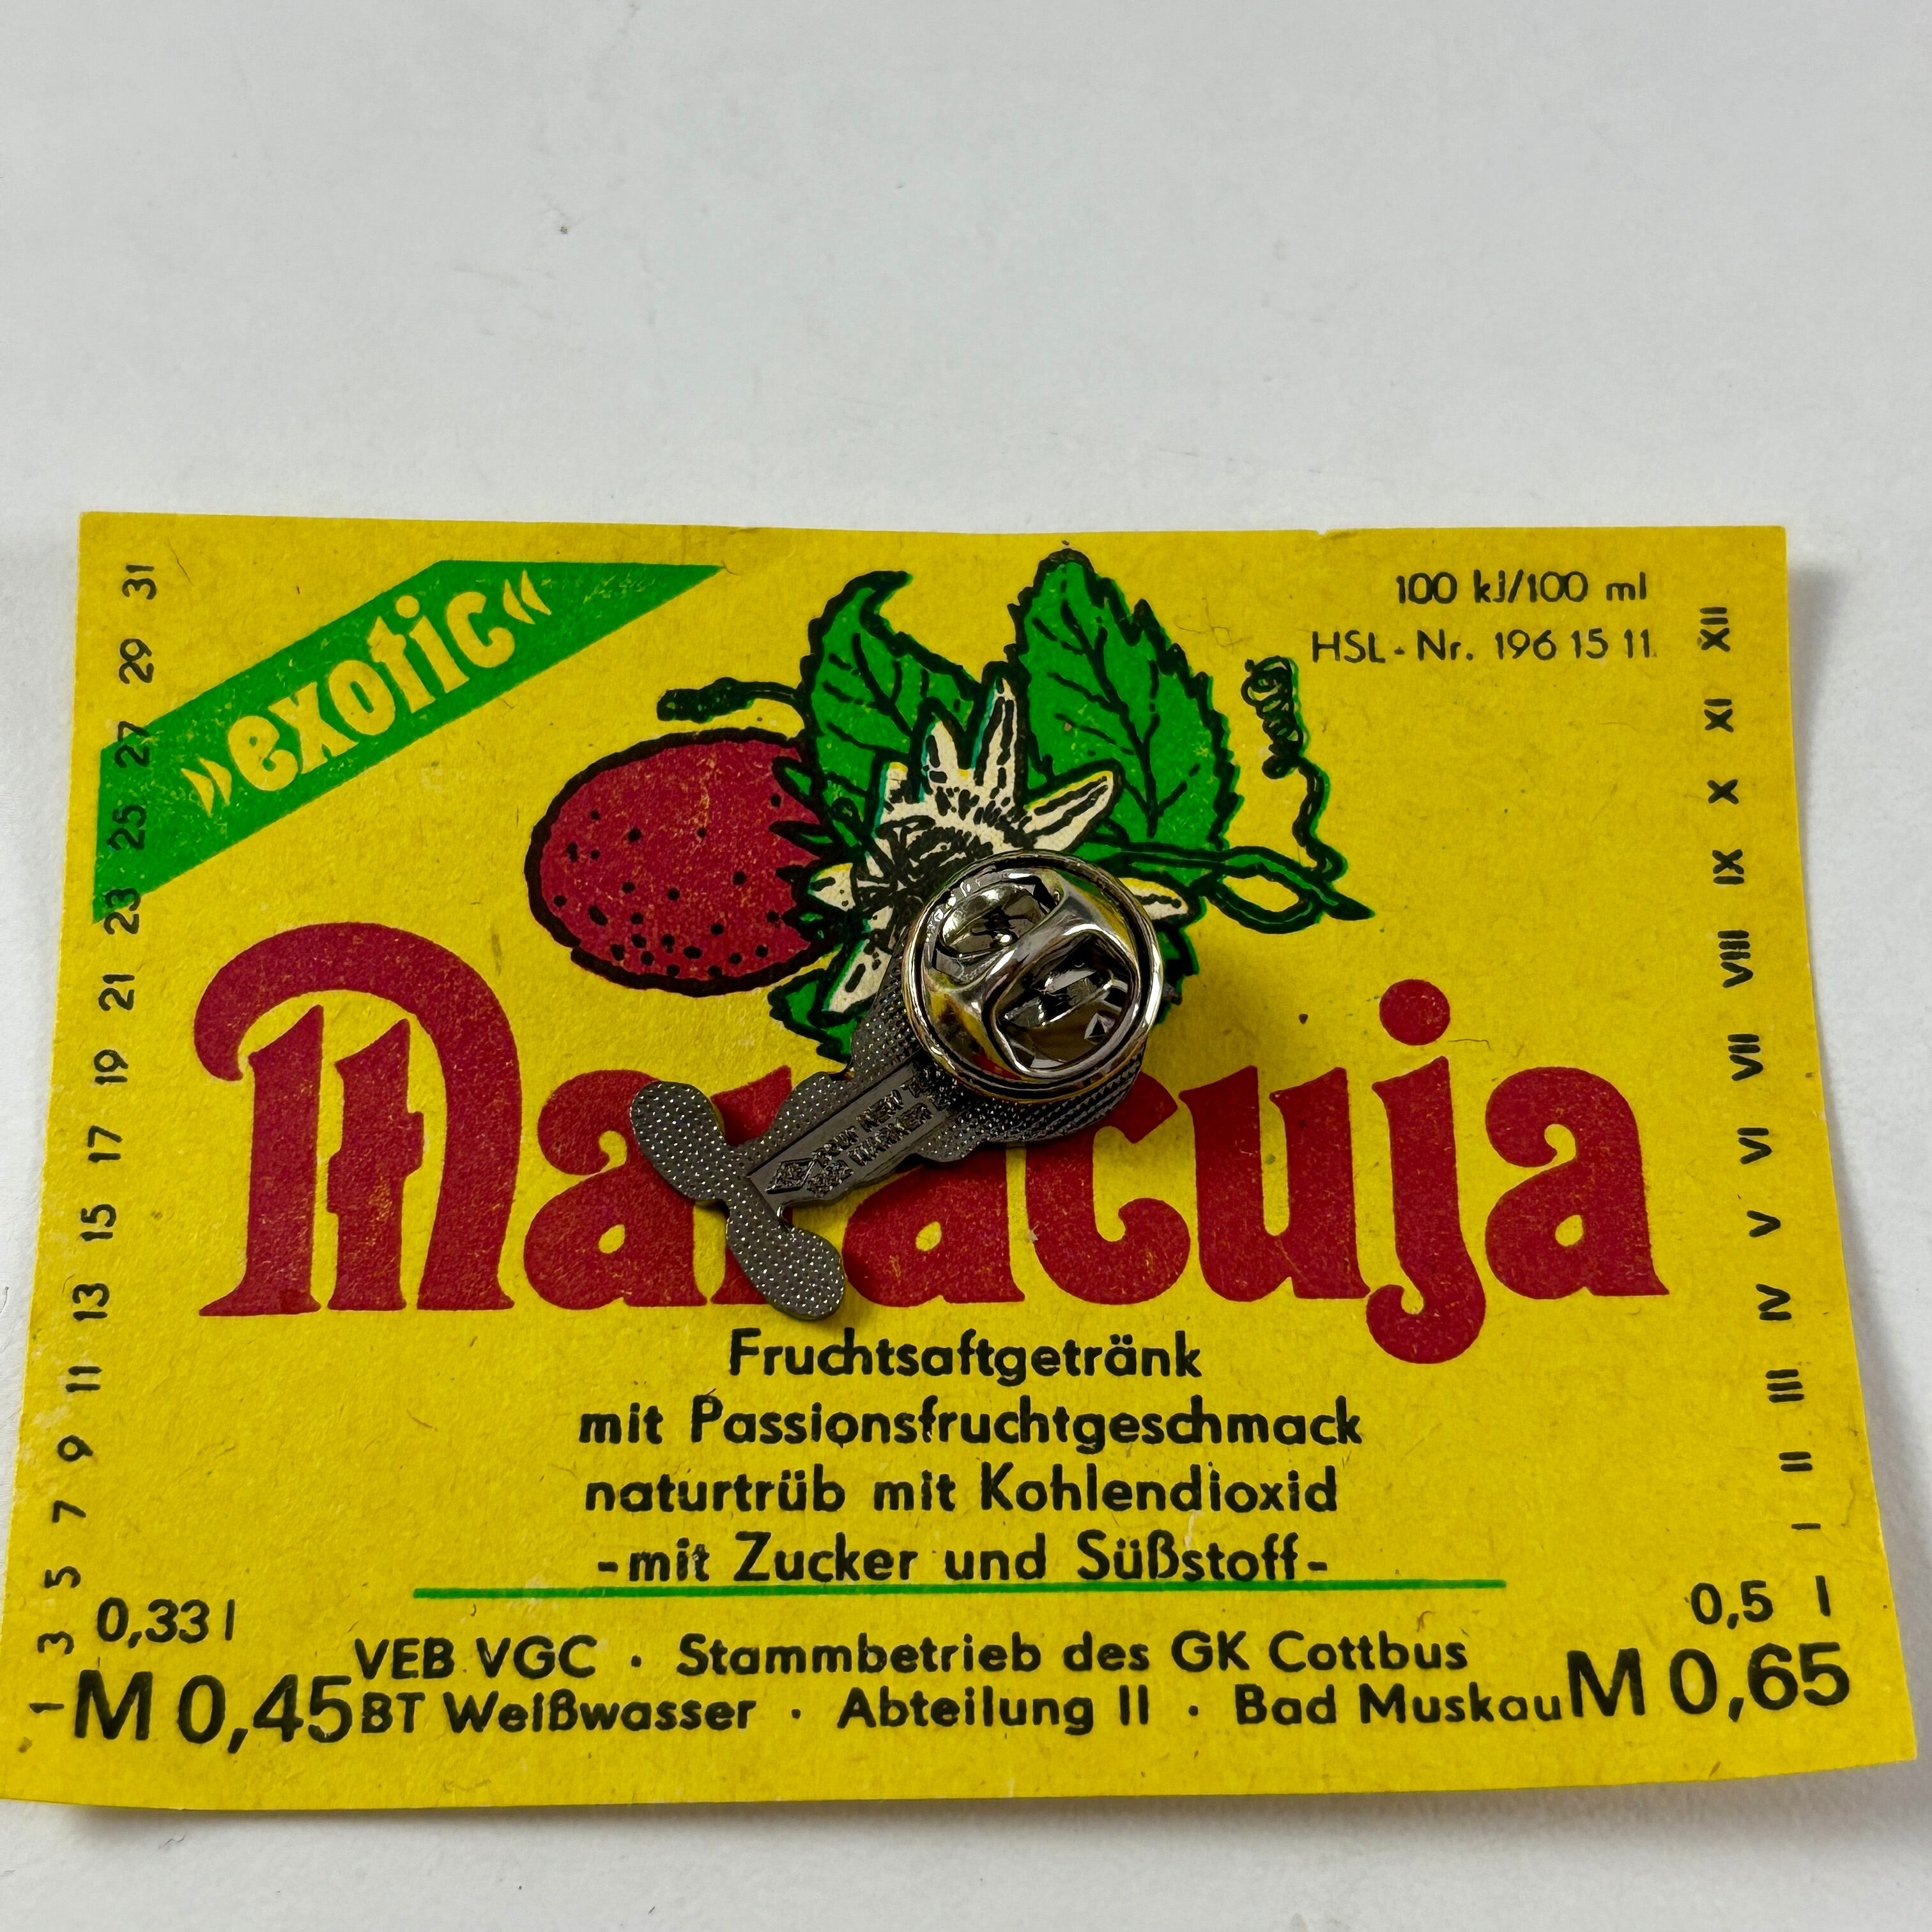 »exotic«
100 kJ/100 ml
HSL-Nr. 196 15 11
Maracuja
Fruchtsaftgetränk
mit Passionsfruchtgeschmack
naturtrüb mit Kohlendioxid
-mit Zucker und Süßstoff-
0,33 l
M 0,45
VEB VGC · Stammbetrieb des GK Cottbus
BT Weißwasser · Abteilung II · Bad Muskau
0,5 l
M 0,65
1 3 5 7 9 11 13 15 17 19 21 23 25 27 29 31
I II III IV V VI VII VIII IX X XI XII